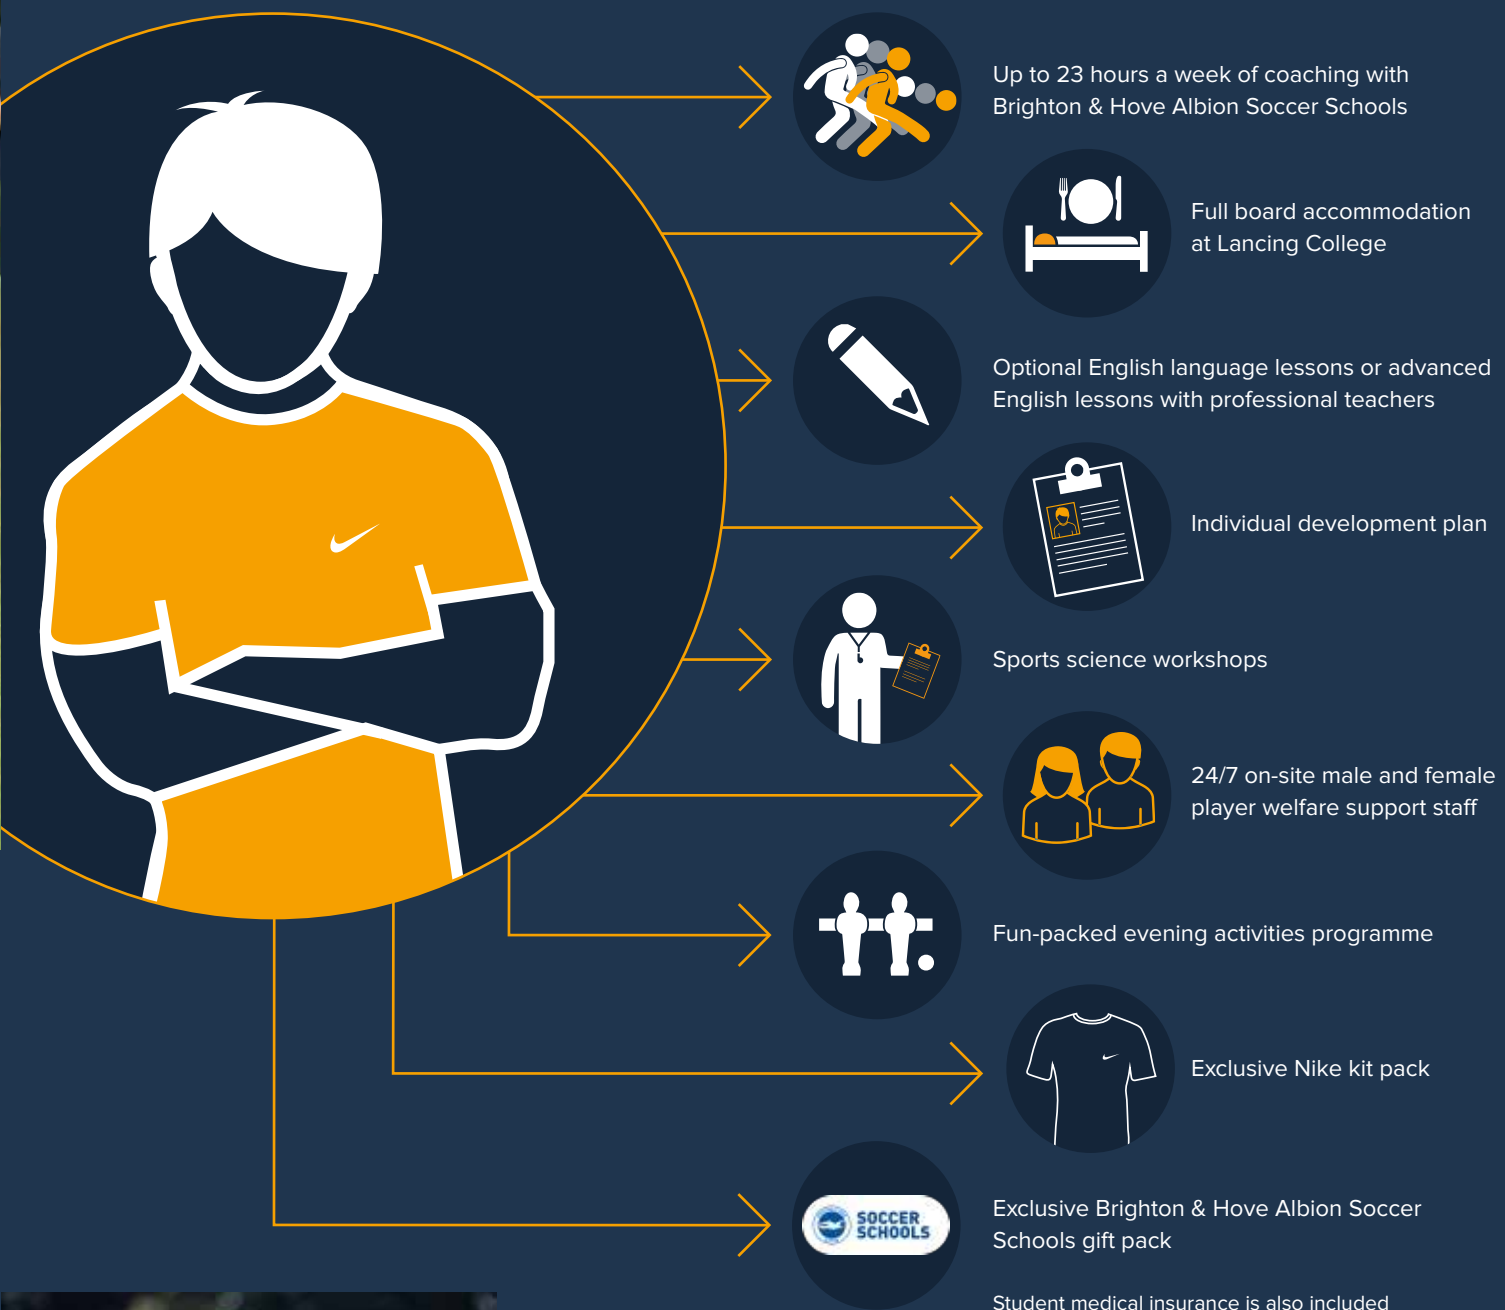 Up to 23 hours a week of coaching with
Brighton & Hove Albion Soccer Schools
Full board accommodation
at Lancing College
Optional English language lessons or advanced
English lessons with professional teachers
Individual development plan
Sports science workshops
24/7 on-site male and female
player welfare support staff
Fun-packed evening activities programme
Exclusive Nike kit pack
SOCCER
SCHOOLS
Exclusive Brighton & Hove Albion Soccer
Schools gift pack
Student medical insurance is also included